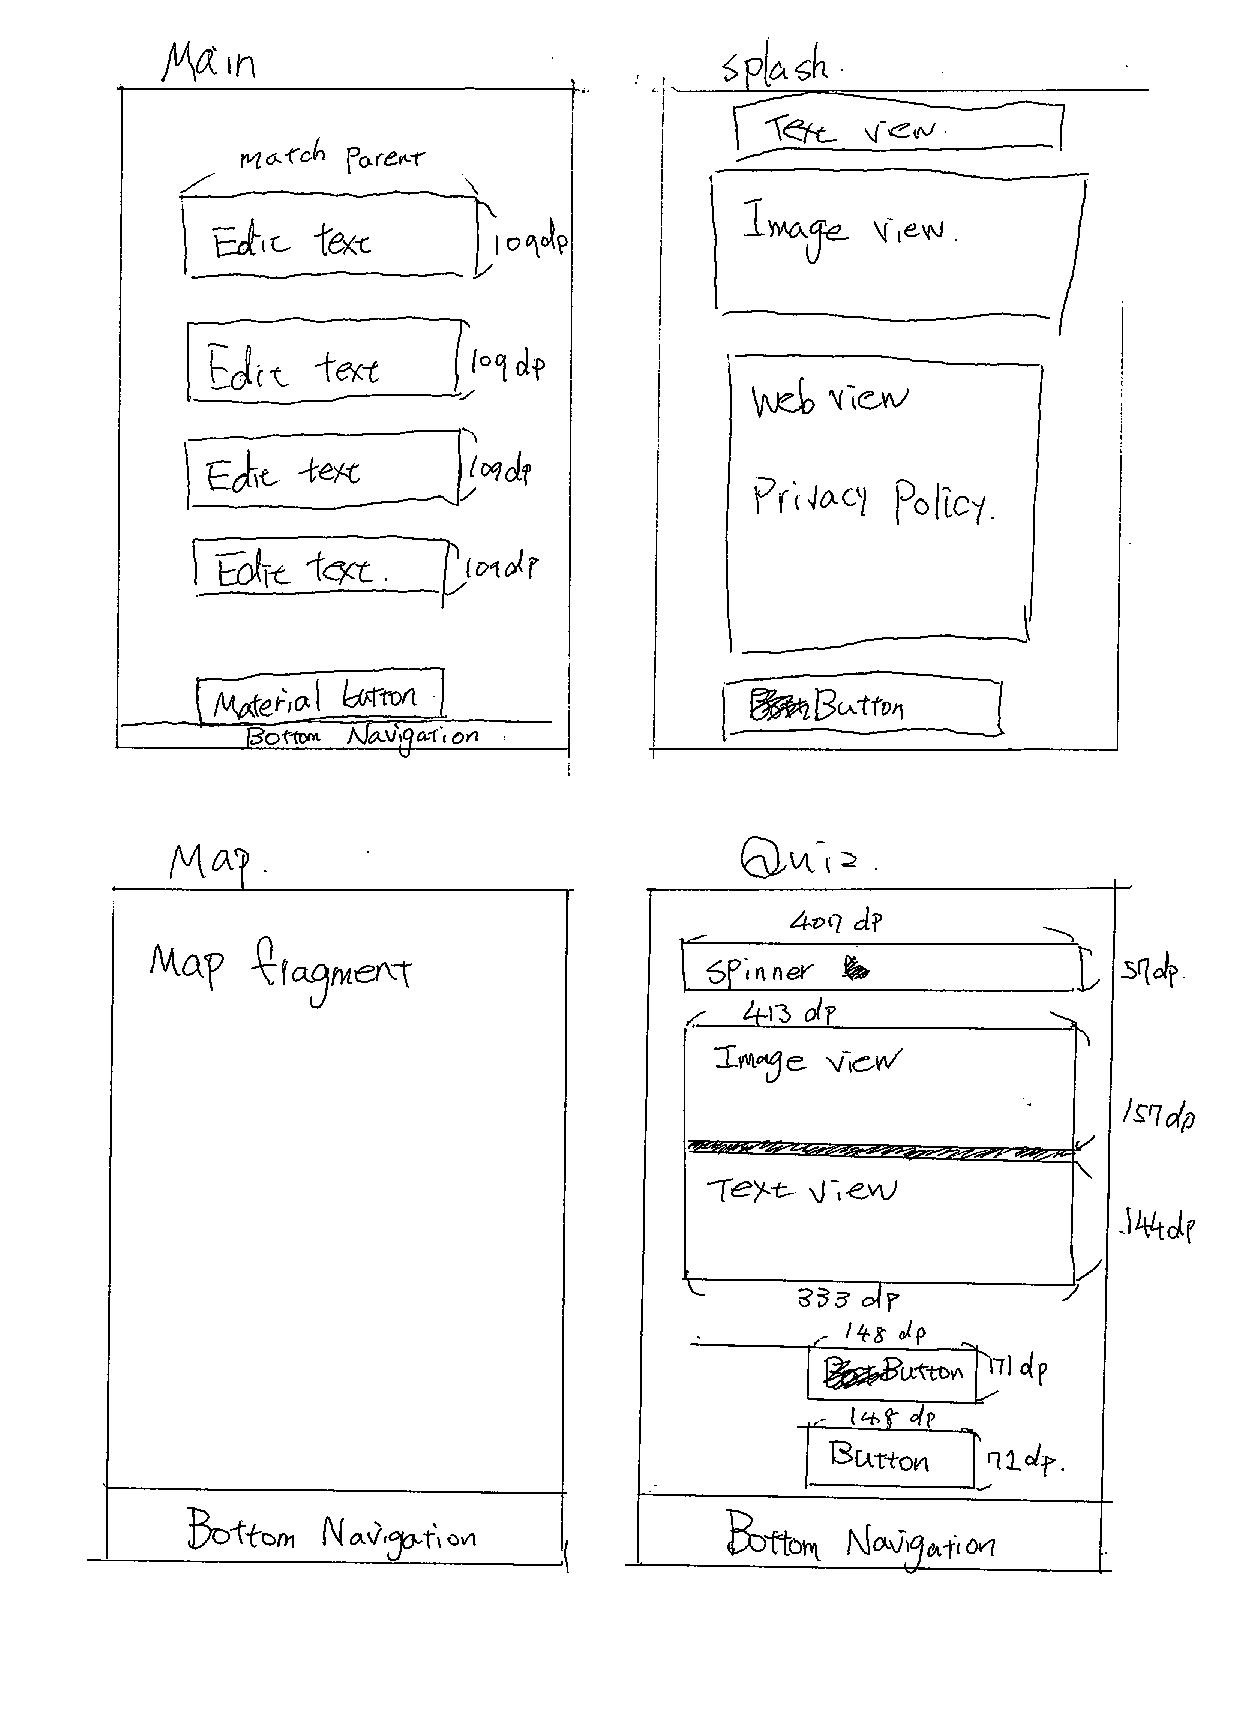 Main
match parent
Edit text
109dp
Edit text
109dp
Edit text
109dp
Edit text.
109dp
Material button
Bottom Navigation
splash.
Text view.
Image view.
Web view
Privacy Policy.
Button
Map.
Map fragment
Bottom Navigation
Quiz.
407 dp
spinner
57dp.
413 dp
Image view
157dp
Text view
144dp
333 dp
148 dp
Button
71dp
148 dp
Button
72dp.
Bottom Navigation